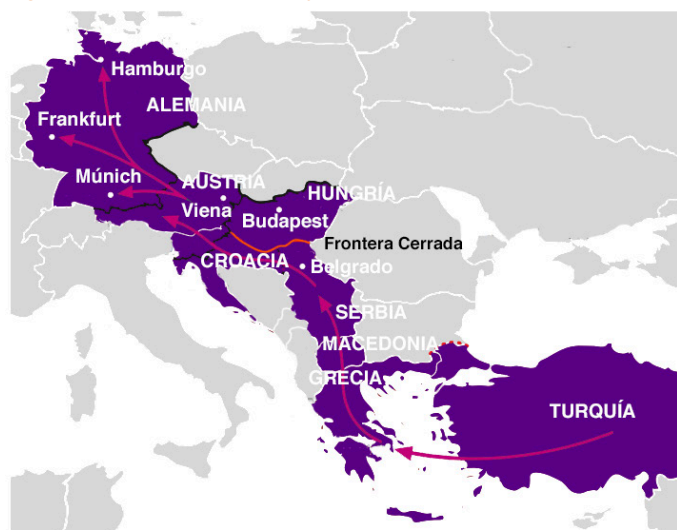 Hamburgo
ALEMANIA
Frankfurt
Múnich
AUSTRIA
HUNGRÍA
Viena
Budapest
Frontera Cerrada
CROACIA
Belgrado
SERBIA
MACEDONIA
GRECIA
TURQUÍA